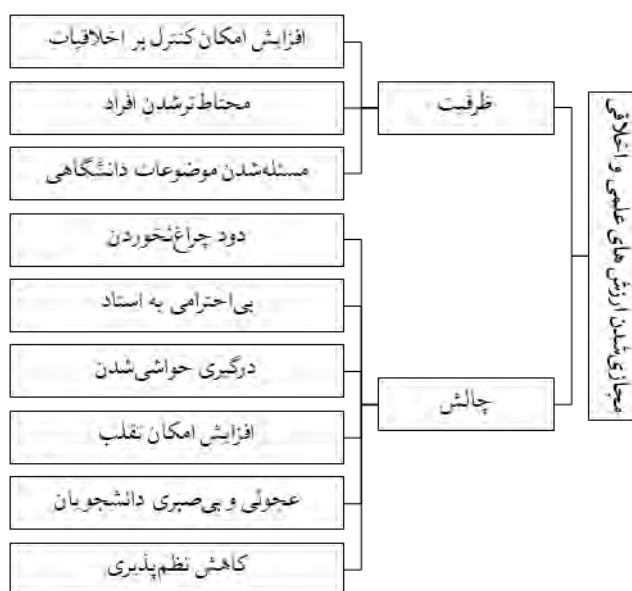 مجازی‌شدن ارزش های علمی و اخلاقی
ظرفیت
افزایش امکان کنترل بر اخلاقیات
محتاط‌ترشدن افراد
مسئله‌شدن موضوعات دانشگاهی
چالش
دود چراغ‌نخوردن
بی‌احترامی به استاد
درگیری حواشی‌شدن
افزایش امکان تقلب
عجولی و بی‌صبری دانشجویان
کاهش نظم‌پذیری